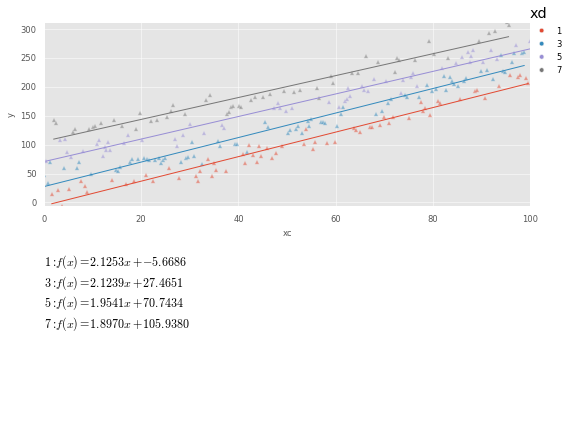 xd
1
3
5
7
300
250
200
150
100
50
0
y
0 20 40 60 80 100
xc
1 : f(x) = 2.1253x + −5.6686
3 : f(x) = 2.1239x + 27.4651
5 : f(x) = 1.9541x + 70.7434
7 : f(x) = 1.8970x + 105.9380